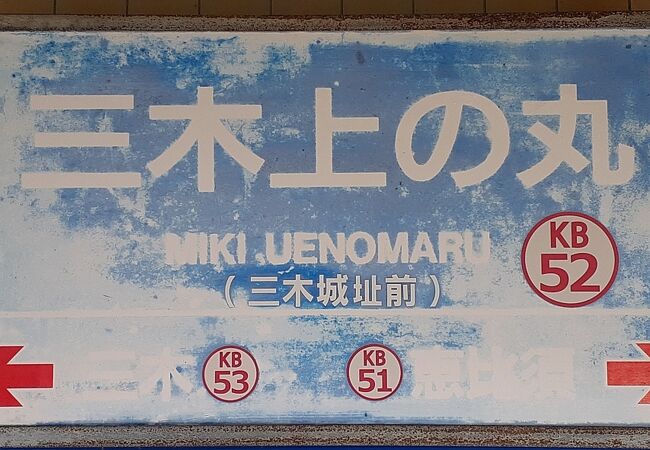 三木上の丸
MIKI UENOMARU
(三木城址前)
KB
52
三木 KB 53 KB 51 恵比須